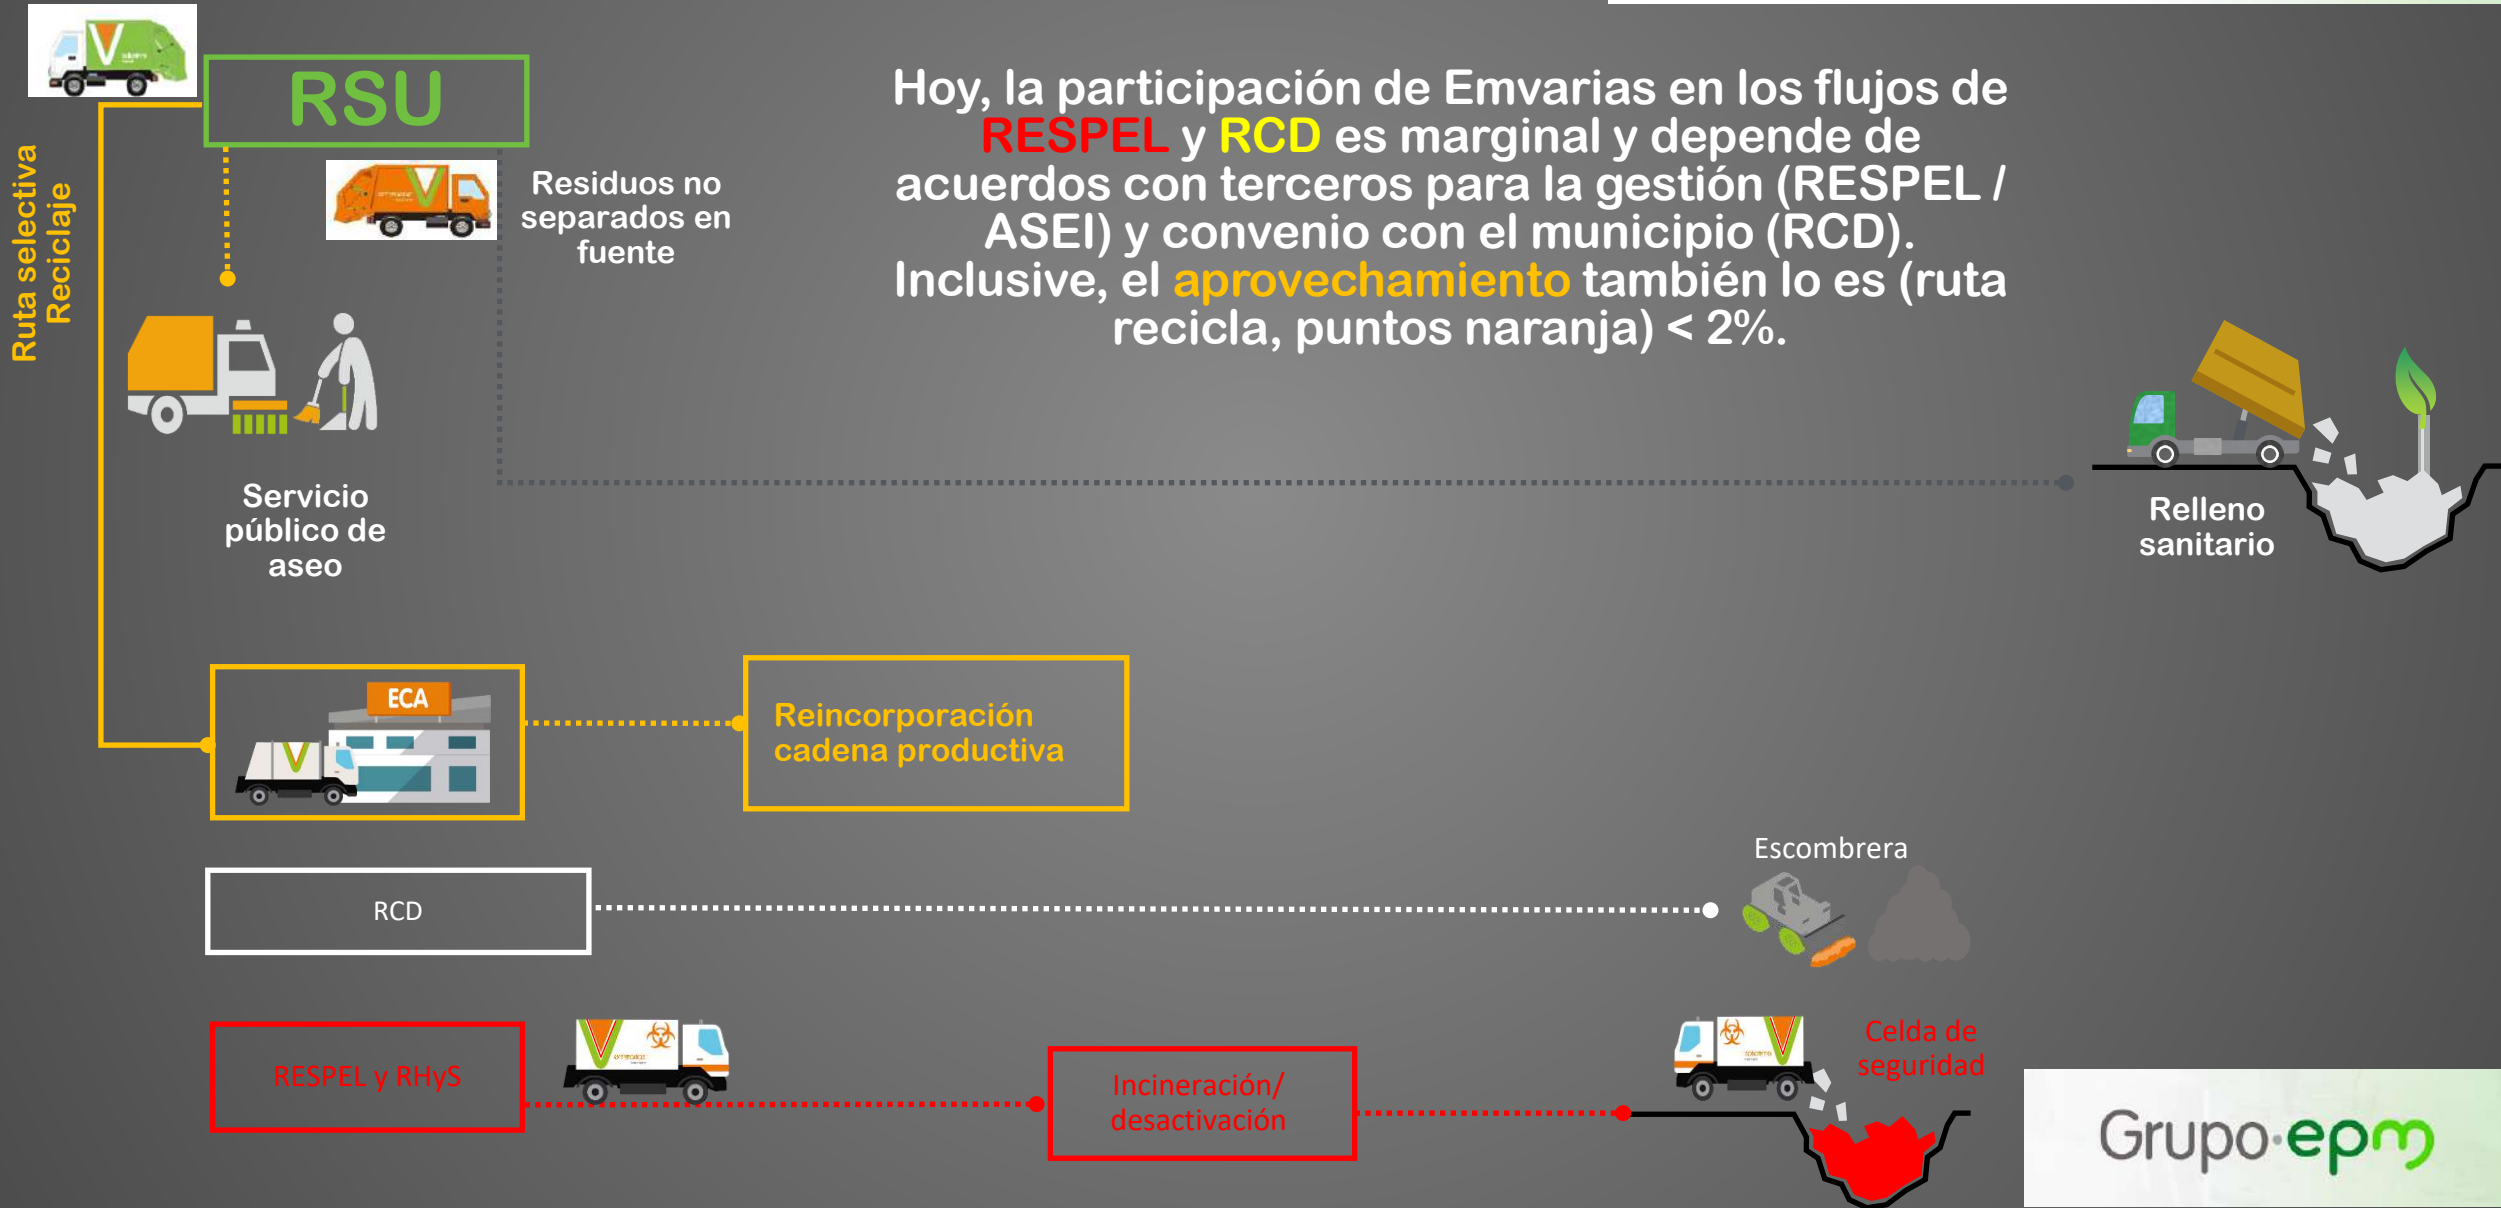 RSU
Hoy, la participación de Emvarias en los flujos de
RESPEL y RCD es marginal y depende de
acuerdos con terceros para la gestión (RESPEL /
ASEI) y convenio con el municipio (RCD).
Inclusive, el aprovechamiento también lo es (ruta
recicla, puntos naranja) < 2%.
Ruta selectiva
Reciclaje
Residuos no
separados en
fuente
Servicio
público de
aseo
Relleno
sanitario
ECA
Reincorporación
cadena productiva
Escombrera
RCD
RESPEL y RHyS
Incineración/
desactivación
Celda de
seguridad
Grupo·epm